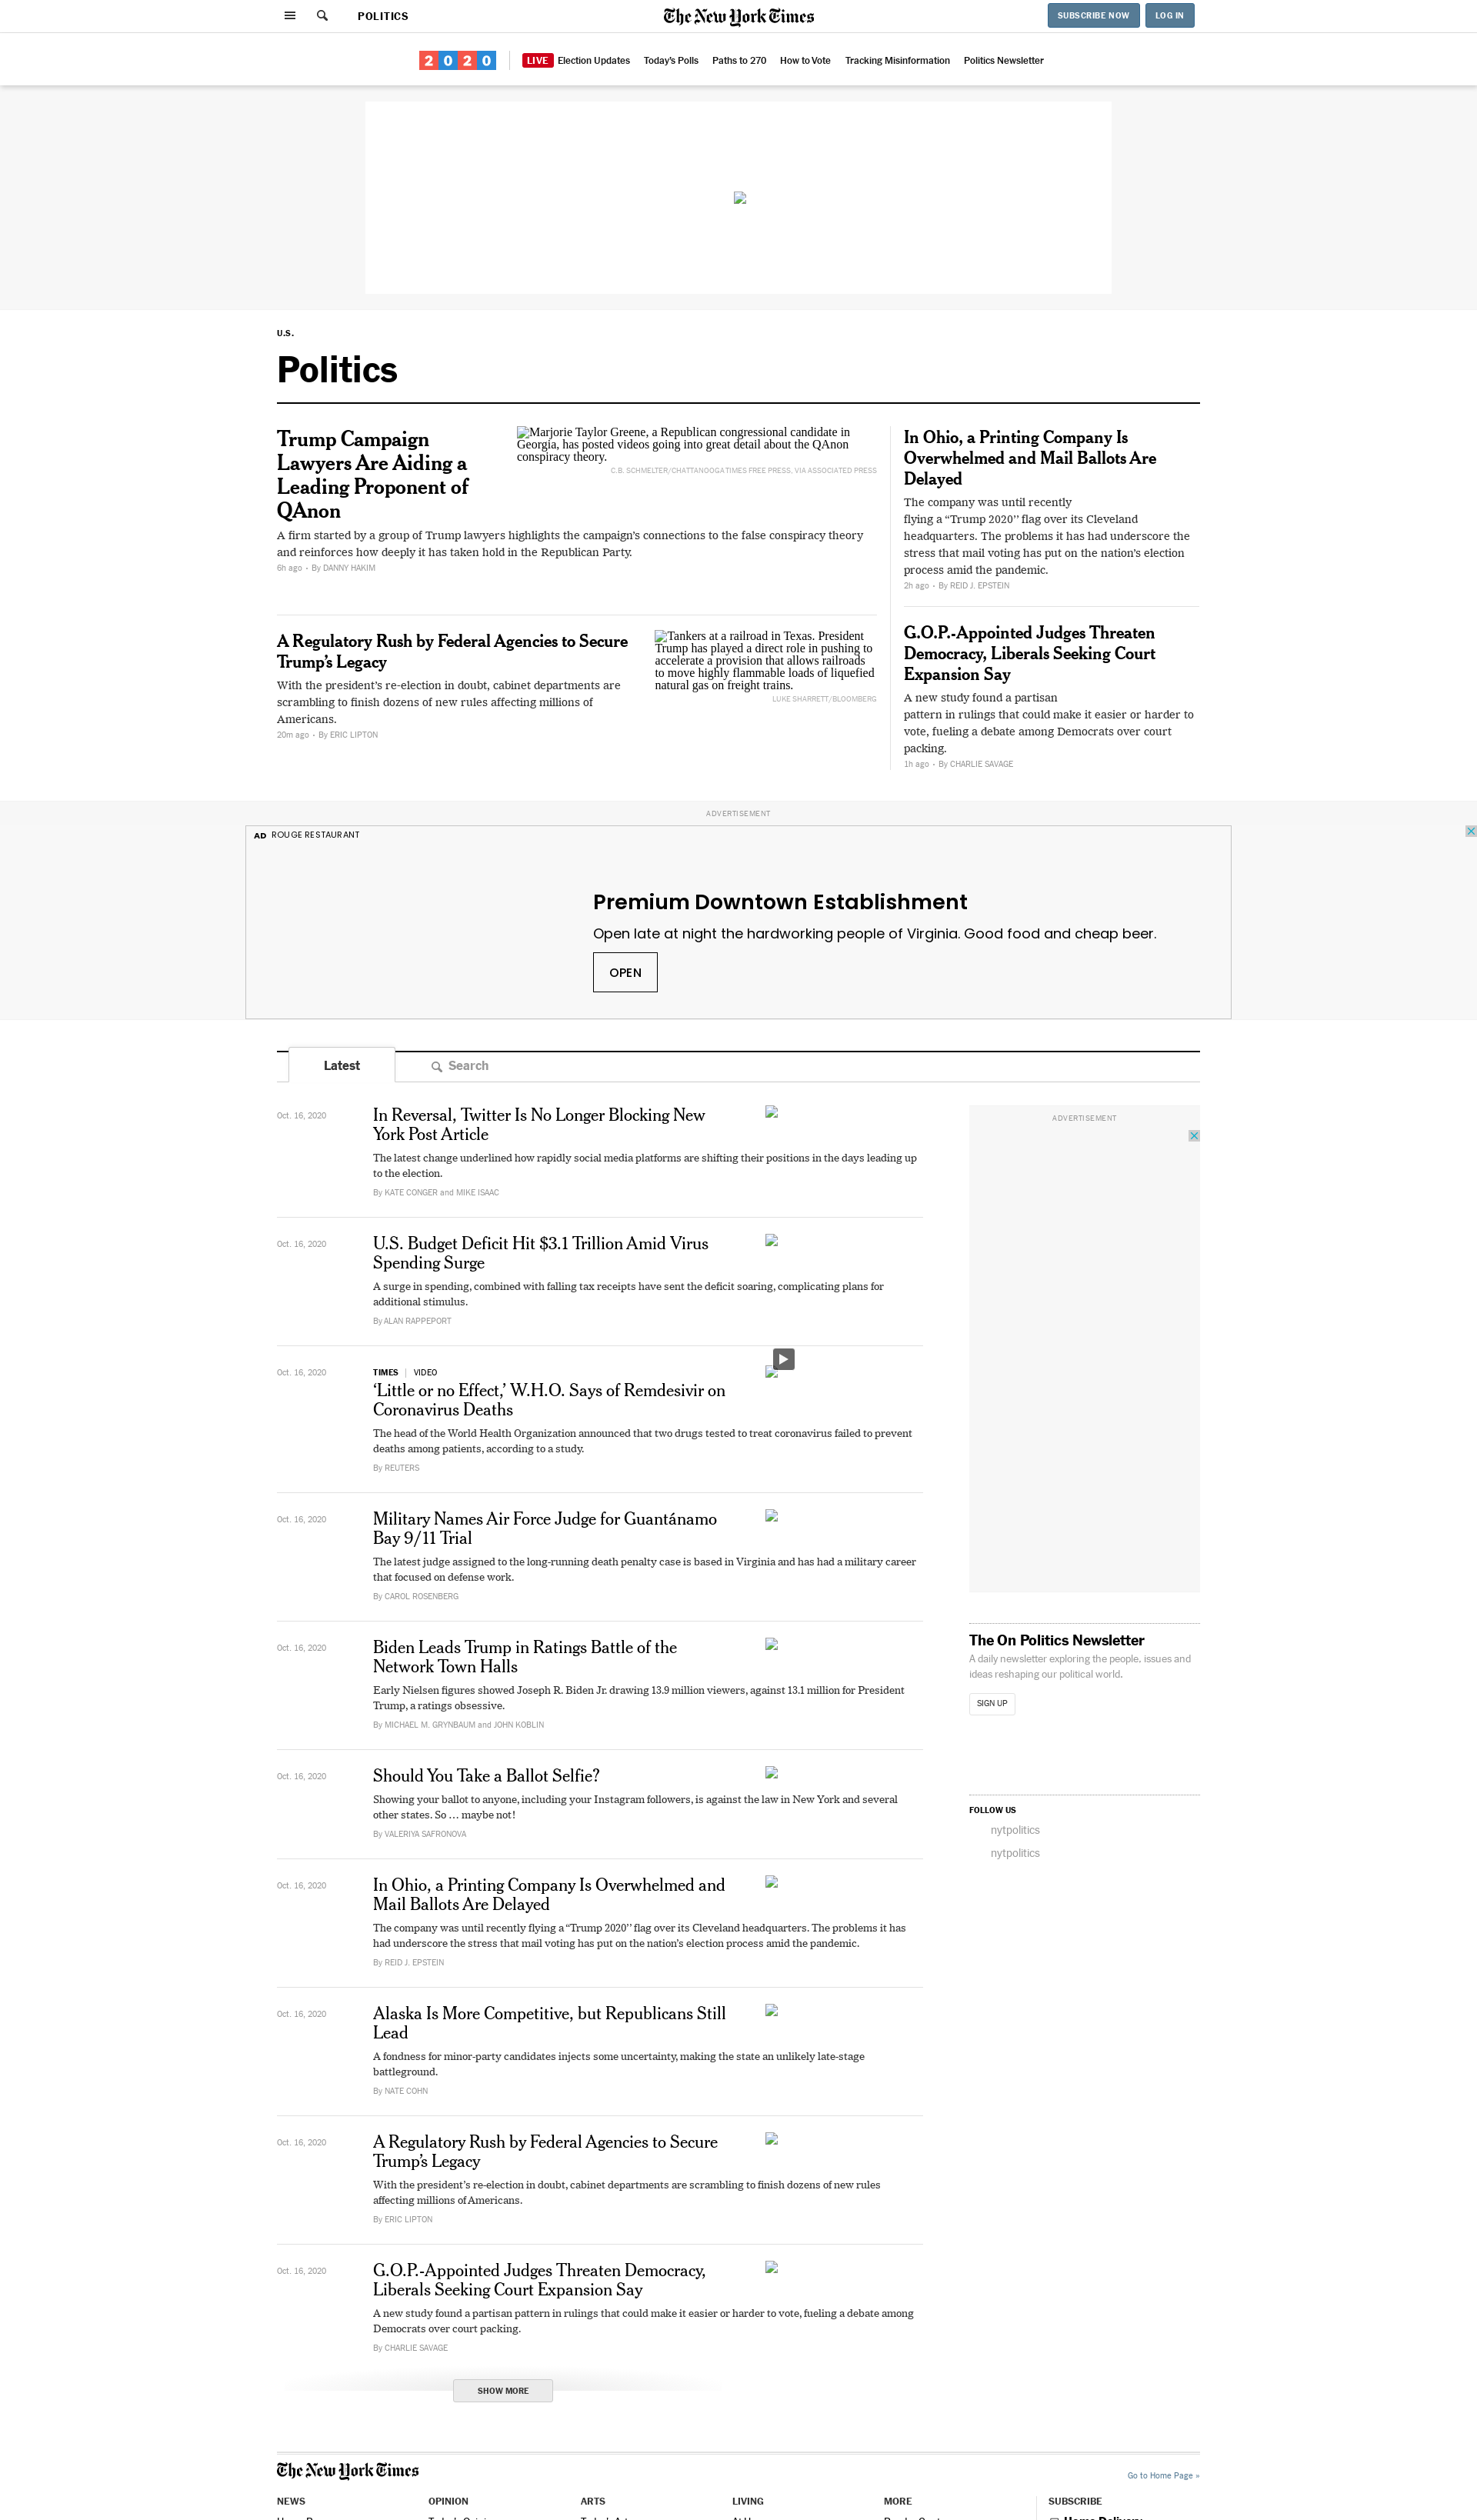 POLITICS
The New York Times
SUBSCRIBE NOW
LOG IN
2020
LIVE Election Updates
Today's Polls
Paths to 270
How to Vote
Tracking Misinformation
Politics Newsletter
U.S.
Politics
Trump Campaign
Lawyers Are Aiding a
Leading Proponent of
QAnon
Marjorie Taylor Greene, a Republican congressional candidate in
Georgia, has posted videos going into great detail about the QAnon
conspiracy theory.
C.B. SCHMELTER/CHATTANOOGA TIMES FREE PRESS, VIA ASSOCIATED PRESS
A firm started by a group of Trump lawyers highlights the campaign's connections to the false conspiracy theory
and reinforces how deeply it has taken hold in the Republican Party.
6h ago • By DANNY HAKIM
A Regulatory Rush by Federal Agencies to Secure
Trump's Legacy
With the president's re-election in doubt, cabinet departments are
scrambling to finish dozens of new rules affecting millions of
Americans.
20m ago • By ERIC LIPTON
Tankers at a railroad in Texas. President
Trump has played a direct role in pushing to
accelerate a provision that allows railroads
to move highly flammable loads of liquefied
natural gas on freight trains.
LUKE SHARRETT/BLOOMBERG
In Ohio, a Printing Company Is
Overwhelmed and Mail Ballots Are
Delayed
The company was until recently
flying a “Trump 2020’’ flag over its Cleveland
headquarters. The problems it has had underscore the
stress that mail voting has put on the nation's election
process amid the pandemic.
2h ago • By REID J. EPSTEIN
G.O.P.-Appointed Judges Threaten
Democracy, Liberals Seeking Court
Expansion Say
A new study found a partisan
pattern in rulings that could make it easier or harder to
vote, fueling a debate among Democrats over court
packing.
1h ago • By CHARLIE SAVAGE
ADVERTISEMENT
AD ROUGE RESTAURANT
Premium Downtown Establishment
Open late at night the hardworking people of Virginia. Good food and cheap beer.
OPEN
Latest
Search
Oct. 16, 2020
In Reversal, Twitter Is No Longer Blocking New
York Post Article
The latest change underlined how rapidly social media platforms are shifting their positions in the days leading up
to the election.
By KATE CONGER and MIKE ISAAC
Oct. 16, 2020
U.S. Budget Deficit Hit $3.1 Trillion Amid Virus
Spending Surge
A surge in spending, combined with falling tax receipts have sent the deficit soaring, complicating plans for
additional stimulus.
By ALAN RAPPEPORT
Oct. 16, 2020
TIMES | VIDEO
‘Little or no Effect,’ W.H.O. Says of Remdesivir on
Coronavirus Deaths
The head of the World Health Organization announced that two drugs tested to treat coronavirus failed to prevent
deaths among patients, according to a study.
By REUTERS
Oct. 16, 2020
Military Names Air Force Judge for Guantánamo
Bay 9/11 Trial
The latest judge assigned to the long-running death penalty case is based in Virginia and has had a military career
that focused on defense work.
By CAROL ROSENBERG
Oct. 16, 2020
Biden Leads Trump in Ratings Battle of the
Network Town Halls
Early Nielsen figures showed Joseph R. Biden Jr. drawing 13.9 million viewers, against 13.1 million for President
Trump, a ratings obsessive.
By MICHAEL M. GRYNBAUM and JOHN KOBLIN
Oct. 16, 2020
Should You Take a Ballot Selfie?
Showing your ballot to anyone, including your Instagram followers, is against the law in New York and several
other states. So … maybe not!
By VALERIYA SAFRONOVA
Oct. 16, 2020
In Ohio, a Printing Company Is Overwhelmed and
Mail Ballots Are Delayed
The company was until recently flying a “Trump 2020’’ flag over its Cleveland headquarters. The problems it has
had underscore the stress that mail voting has put on the nation's election process amid the pandemic.
By REID J. EPSTEIN
Oct. 16, 2020
Alaska Is More Competitive, but Republicans Still
Lead
A fondness for minor-party candidates injects some uncertainty, making the state an unlikely late-stage
battleground.
By NATE COHN
Oct. 16, 2020
A Regulatory Rush by Federal Agencies to Secure
Trump's Legacy
With the president's re-election in doubt, cabinet departments are scrambling to finish dozens of new rules
affecting millions of Americans.
By ERIC LIPTON
Oct. 16, 2020
G.O.P.-Appointed Judges Threaten Democracy,
Liberals Seeking Court Expansion Say
A new study found a partisan pattern in rulings that could make it easier or harder to vote, fueling a debate among
Democrats over court packing.
By CHARLIE SAVAGE
SHOW MORE
ADVERTISEMENT
The On Politics Newsletter
A daily newsletter exploring the people, issues and
ideas reshaping our political world.
SIGN UP
FOLLOW US
nytpolitics
nytpolitics
The New York Times
Go to Home Page »
NEWS
OPINION
ARTS
LIVING
MORE
SUBSCRIBE